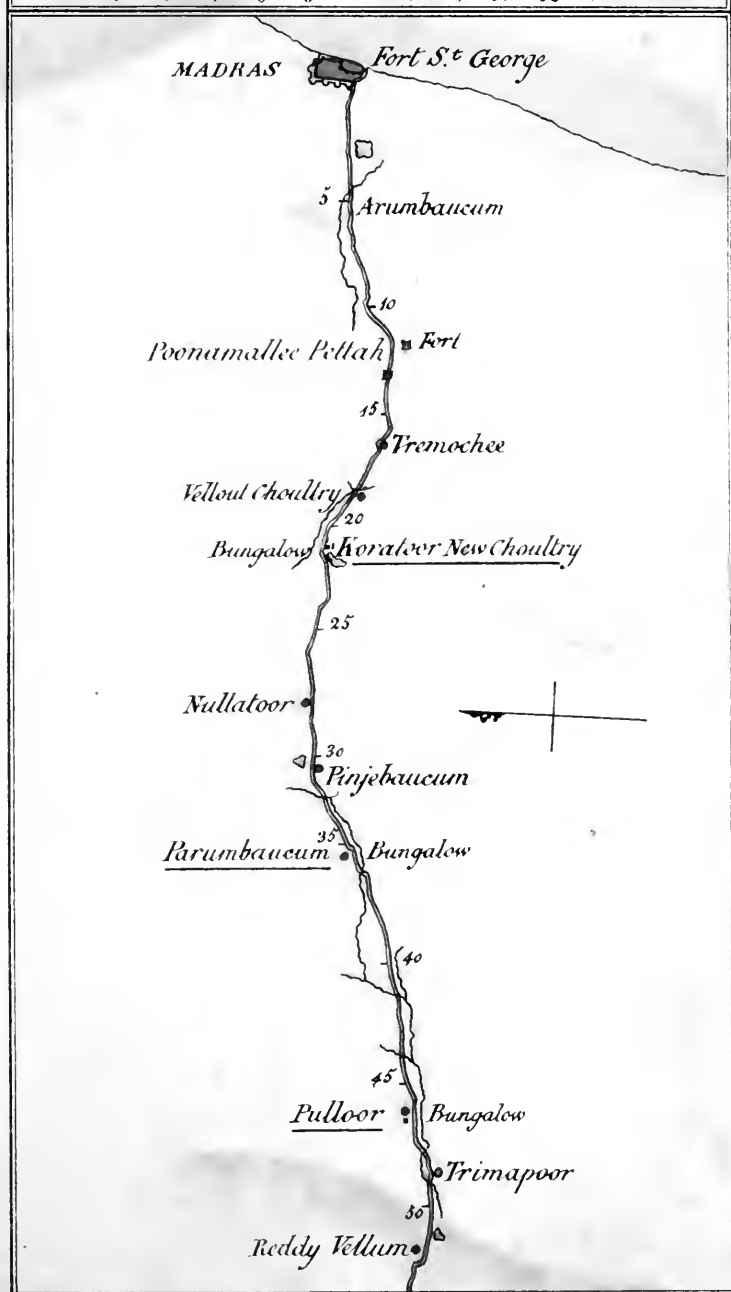 MADRAS Fort S.t George
5 Arumbaucum
10
Poonamallee Pettah Fort
15
Tremochee
Vellout Choultry
20
Bungalow Koratoor New Choultry
25
Nullatoor
30
Pinjebaucum
35
Parumbaucum Bungalow
40
45
Pulloor Bungalow
Trimapoor
50
Reddy Vellum